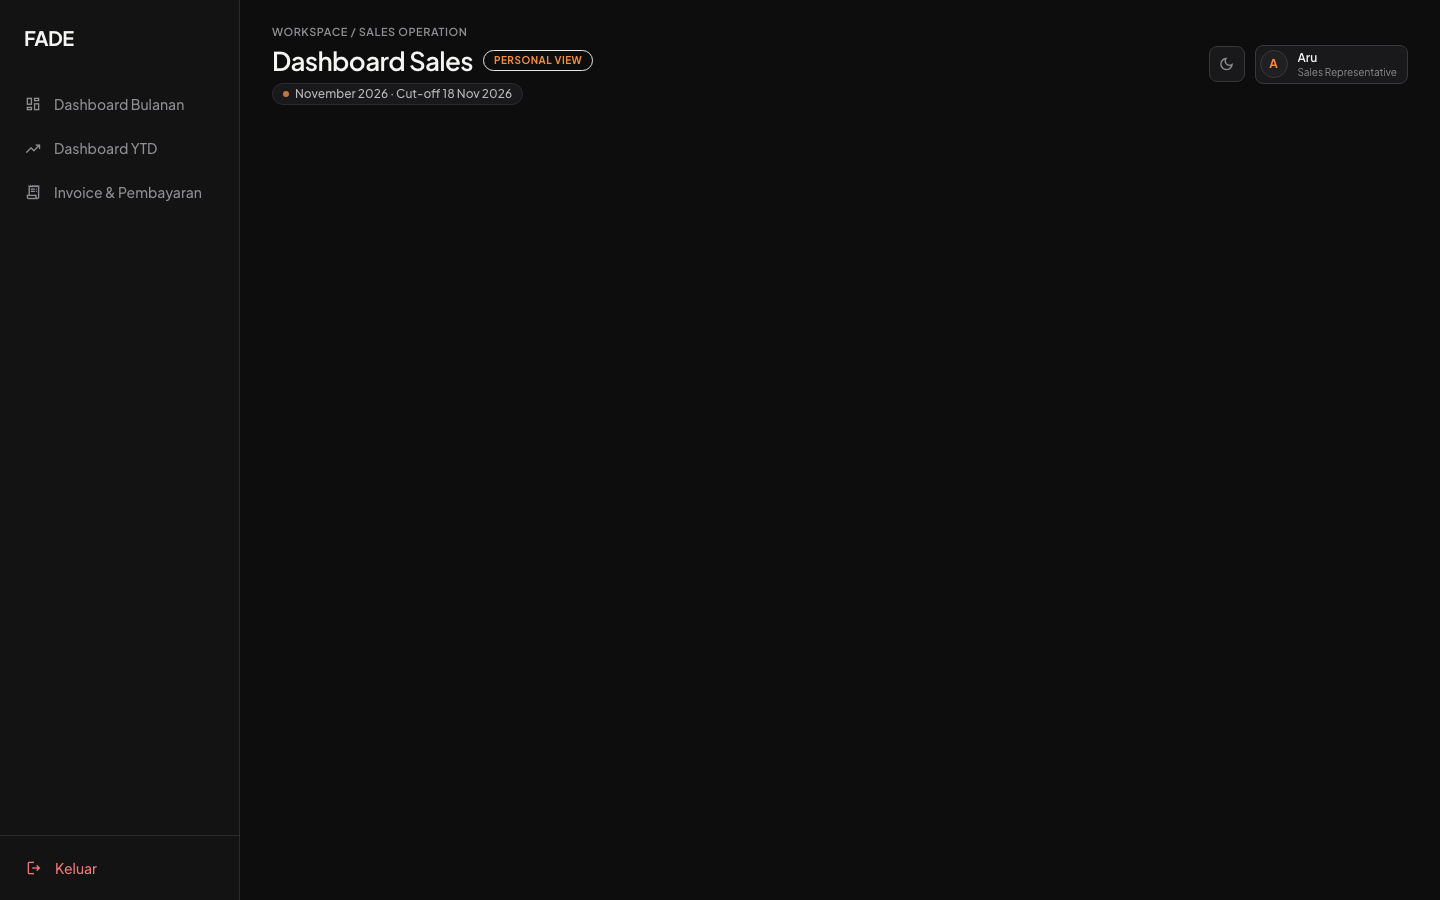 FADE
Dashboard Bulanan
Dashboard YTD
Invoice & Pembayaran
Keluar
WORKSPACE / SALES OPERATION
Dashboard Sales
PERSONAL VIEW
November 2026 · Cut-off 18 Nov 2026
A
Aru
Sales Representative